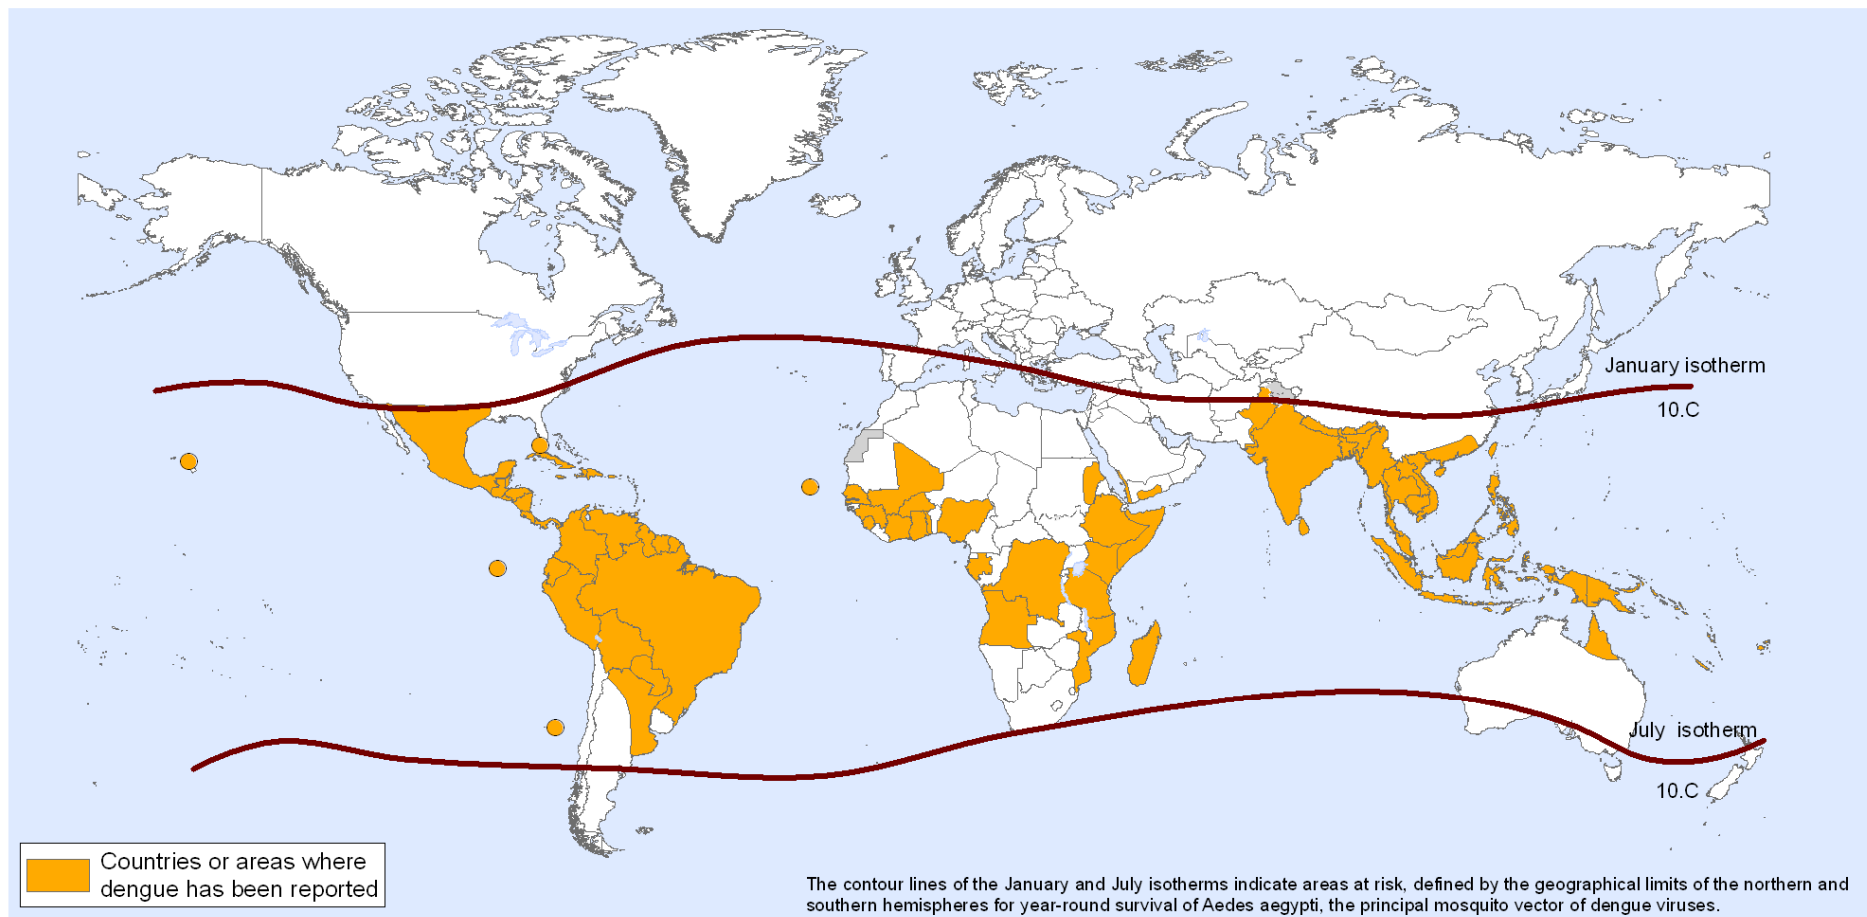 January isotherm
10.C
July isotherm
10.C
Countries or areas where
dengue has been reported
The contour lines of the January and July isotherms indicate areas at risk, defined by the geographical limits of the northern and
southern hemispheres for year-round survival of Aedes aegypti, the principal mosquito vector of dengue viruses.